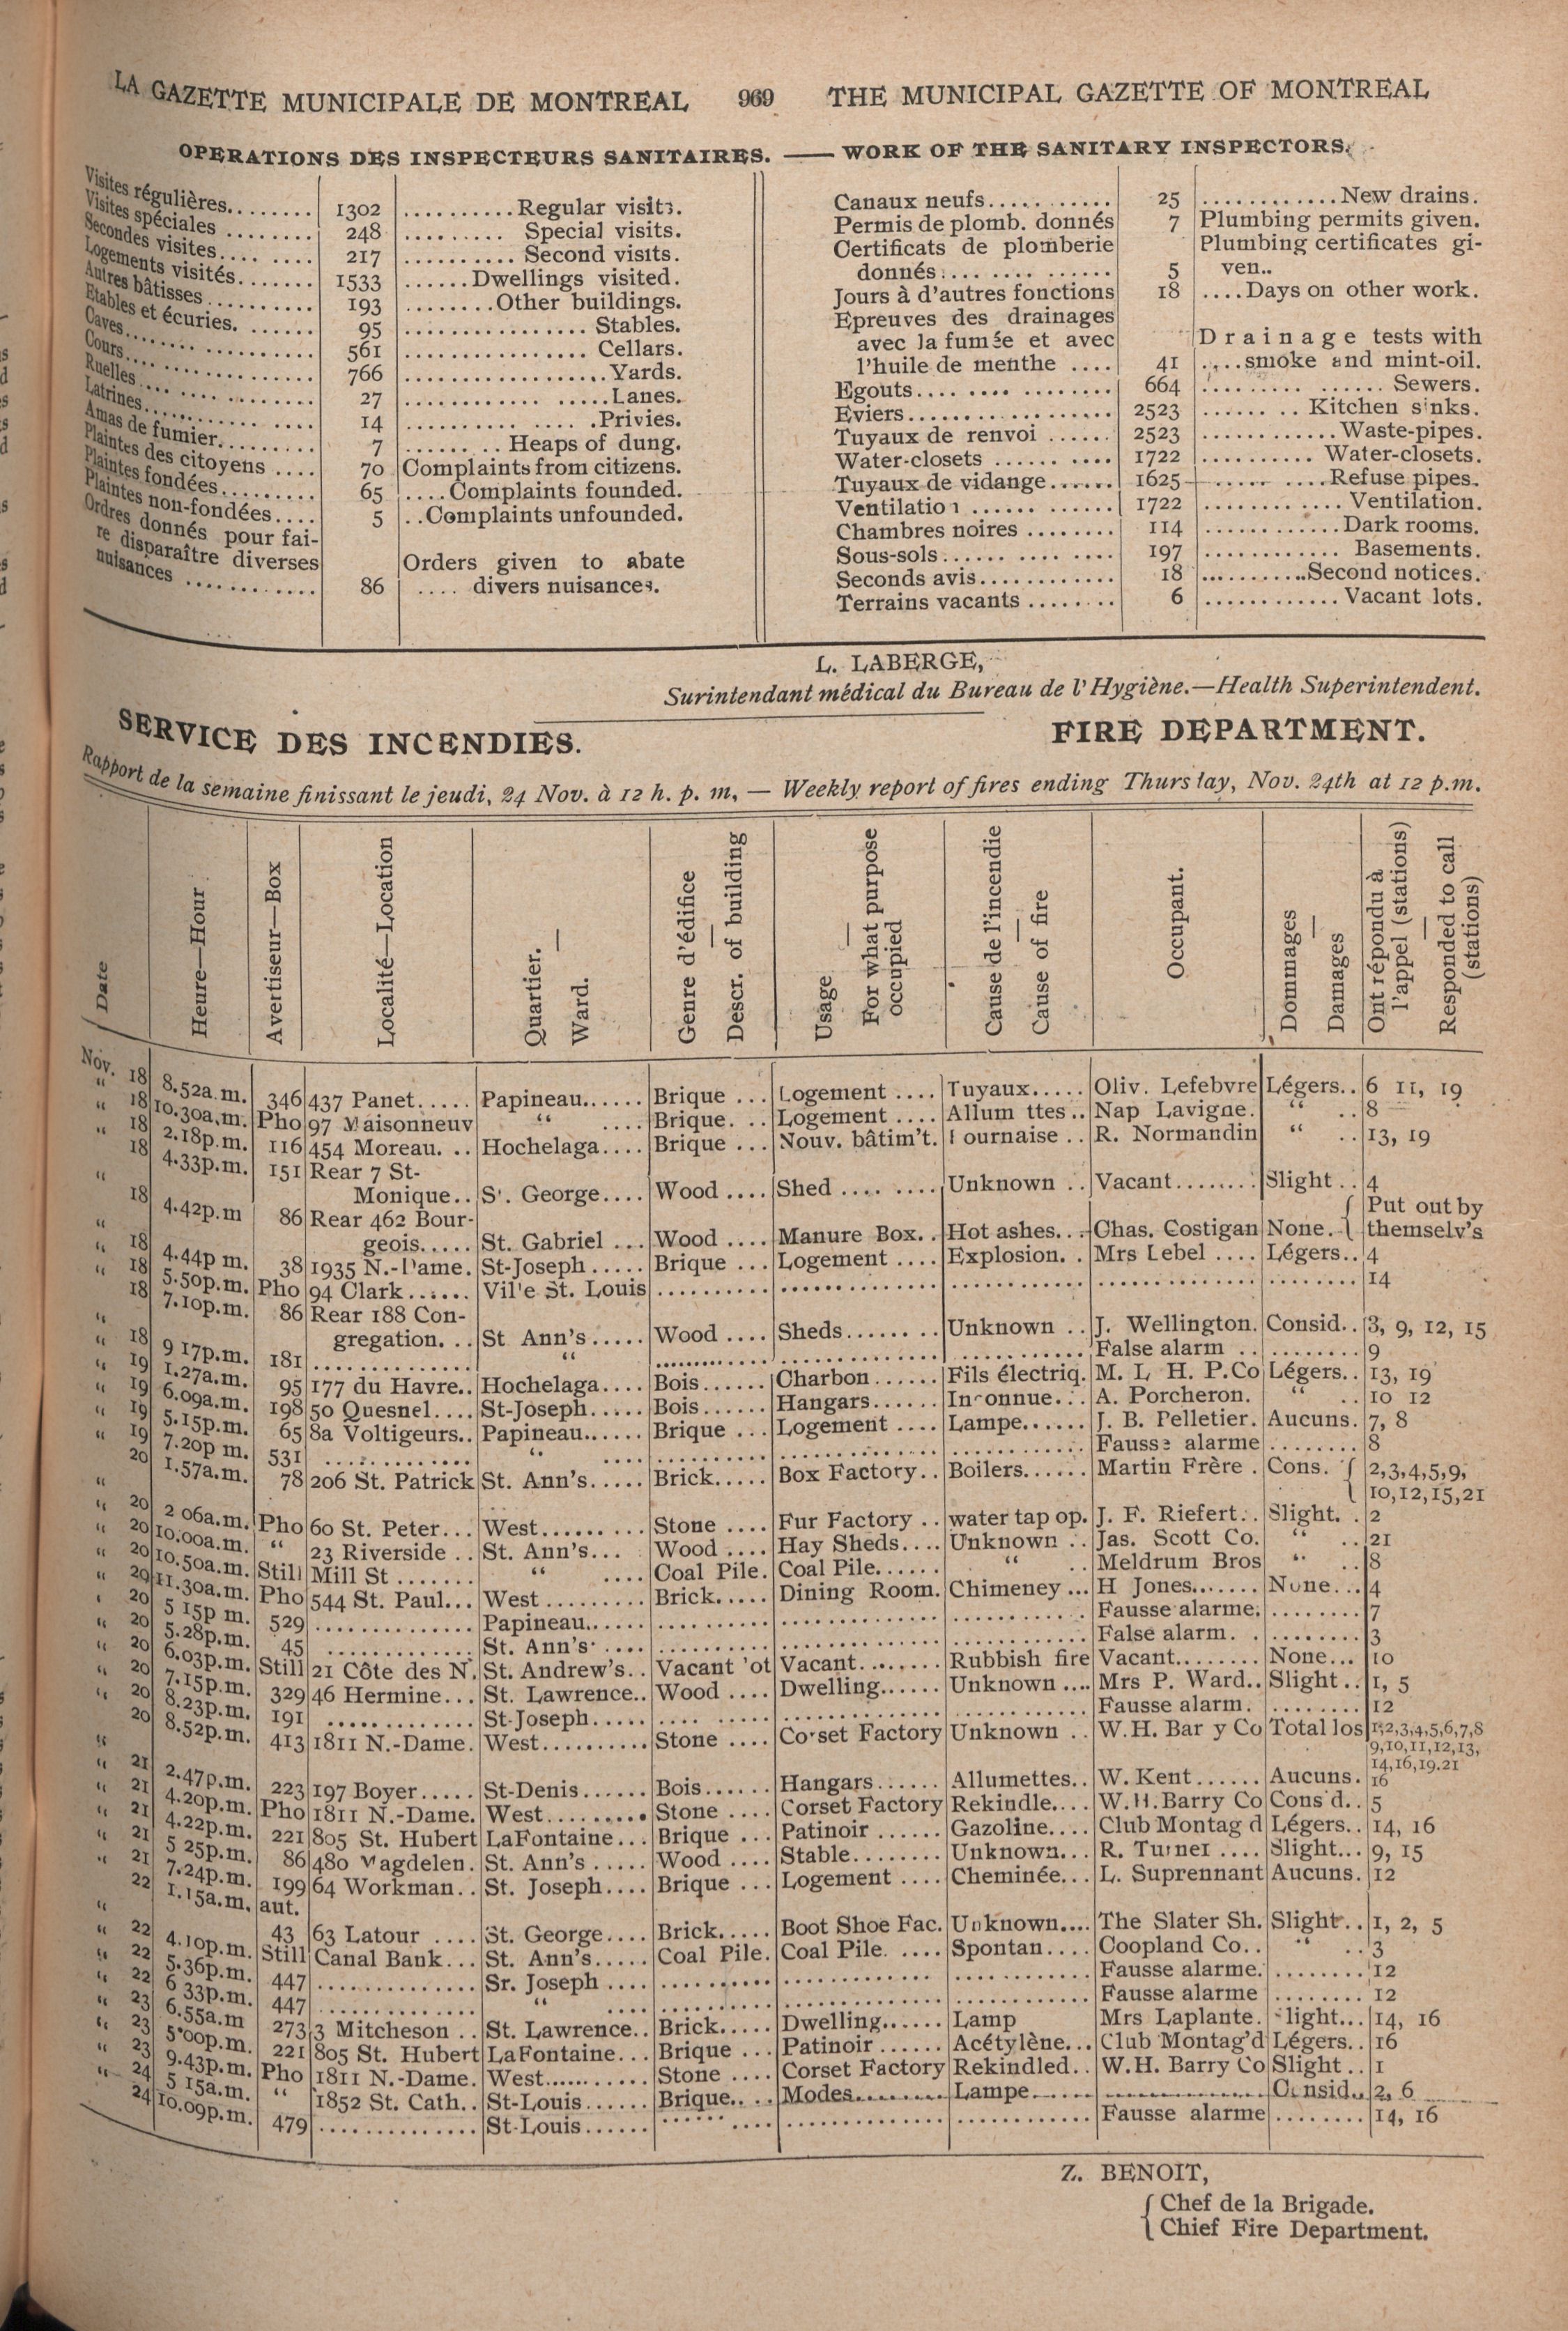 LA GAZETTE MUNICIPALE DE MONTREAL 969 THE MUNICIPAL GAZETTE OF MONTREAL
OPERATIONS DES INSPECTEURS SANITAIRES. —— WORK OF THE SANITARY INSPECTORS.
Visites régulières........ 1302 ..........Regular visits.
Visites spéciales ........ 248 ......... Special visits.
Secondes visites.... .... 217 .......... Second visits.
Logements visités....... 1533 ......Dwellings visited.
Autres bâtisses.......... 193 ........Other buildings.
Etables et écuries. ...... 95 ................ Stables.
Caves........ .......... 561 ................ Cellars.
Cours.... .............. 766 ..................Yards.
Ruelles.... .... ........ 27 ............ .....Lanes.
Latrines.......... .... 14 .......... .... .Privies.
Amas de fumier......... 7 ...... .. Heaps of dung.
Plaintes des citoyens .... 70 Complaints from citizens.
Plaintes fondées......... 65 ....Complaints founded.
Plaintes non-fondées.... 5 ..Complaints unfounded.
Ordres donnés pour fai-
re disparaître diverses Orders given to abate
nuisances ............ 86 .... divers nuisances.
Canaux neufs............ 25 ............New drains.
Permis de plomb. donnés 7 Plumbing permits given.
Certificats de plomberie Plumbing certificates gi-
donnés.... .... ...... 5 ven..
Jours à d'autres fonctions 18 ....Days on other work.
Epreuves des drainages
avec la fumée et avec Drainage tests with
l'huile de menthe .... 41 ....smoke and mint-oil.
Egouts.... .... ........ 664 ......... ...... Sewers.
Eviers.................. 2523 ...... .. Kitchen sinks.
Tuyaux de renvoi ...... 2523 ............Waste-pipes.
Water-closets ...... .... 1722 .......... Water-closets.
Tuyaux de vidange...... 1625 ...... ....Refuse pipes.
Ventilation ...... ...... 1722 ........ .... Ventilation.
Chambres noires ........ 114 ............Dark rooms.
Sous-sols...... .... .... 197 ............ Basements.
Seconds avis............ 18 ..........Second notices.
Terrains vacants ........ 6 ............ Vacant lots.
L. LABERGE,
Surintendant médical du Bureau de l'Hygiène.—Health Superintendent.
SERVICE DES INCENDIES. FIRE DEPARTMENT.
Rapport de la semaine finissant le jeudi, 24 Nov. à 12 h. p. m, — Weekly report of fires ending Thurs lay, Nov. 24th at 12 p.m.
Date
Heure—Hour
Avertiseur—Box
Localité—Location
Quartier. — Ward.
Genre d'édifice — Descr. of building
Usage — For what purpose occupied
Cause de l'incendie — Cause of fire
Occupant.
Dommages — Damages
Ont répondu à l'appel (stations) — Responded to call (stations)
Nov. 18 8.52a.m. 346 437 Panet..... Papineau...... Brique ... Logement .... Tuyaux..... Oliv. Lefebvre Légers.. 6 11, 19
“ 18 10.30a.m. Pho 97 Maisonneuv “ .... Brique. .. Logement .... Allum ttes .. Nap Lavigne. “ .. 8
“ 18 2.18p.m. 116 454 Moreau. .. Hochelaga.... Brique ... Nouv. bâtim't. Fournaise .. R. Normandin “ .. 13, 19
“ 18 4.33p.m. 151 Rear 7 St-
Monique.. S'. George.... Wood .... Shed .... .... Unknown .. Vacant........ Slight .. 4
“ 18 4.42p.m 86 Rear 462 Bour- Put out by
geois..... St. Gabriel ... Wood .... Manure Box. . Hot ashes... Chas. Costigan None. { themselv's
“ 18 4.44p m. 38 1935 N.-Dame. St-Joseph ..... Brique ... Logement .... Explosion. . Mrs Lebel .... Légers.. 4
“ 18 5.50p.m. Pho 94 Clark ...... Vil'e St. Louis .......... 14
“ 18 7.10p.m. 86 Rear 188 Con-
gregation. .. St Ann's..... Wood .... Sheds....... .. Unknown .. J. Wellington. Consid.. 3, 9, 12, 15
“ 18 9 17p.m. 181 .............. “ ............ False alarm .. ........ 9
“ 19 1.27a.m. 95 177 du Havre.. Hochelaga.... Bois...... Charbon...... Fils électriq. M. L H. P.Co Légers.. 13, 19
“ 19 6.09a.m. 198 50 Quesnel.... St-Joseph..... Bois...... Hangars...... Inconnue... A. Porcheron. “ .. 10 12
“ 19 5.15p.m. 65 8a Voltigeurs.. Papineau...... Brique ... Logement .... Lampe...... J. B. Pelletier. Aucuns. 7, 8
“ 19 7.20p m. 531 .............. “ .... .......... Fausse alarme ........ 8
“ 20 1.57a.m. 78 206 St. Patrick St. Ann's..... Brick..... Box Factory.. Boilers...... Martin Frère . Cons. { 2,3,4,5,9,
10,12,15,21
“ 20 2 06a.m. Pho 60 St. Peter... West.......... Stone .... Fur Factory .. water tap op. J. F. Riefert.. Slight. . 2
“ 20 10.00a.m. “ 23 Riverside .. St. Ann's... Wood .... Hay Sheds.... Unknown .. Jas. Scott Co. “ .. 21
“ 20 10.50a.m. Still Mill St ....... “ .... Coal Pile. Coal Pile...... “ .. Meldrum Bros “ .. 8
“ 20 11.30a.m. Pho 544 St. Paul... West .......... Brick..... Dining Room. Chimeney ... H Jones....... None... 4
“ 20 5 15p m. 529 .............. Papineau...... .......... Fausse alarme. ........ 7
“ 20 5.28p.m. 45 ............ St. Ann's .... .......... False alarm. . ........ 3
“ 20 6.03p.m. Still 21 Côte des N. St. Andrew's.. Vacant 'ot Vacant. ....... Rubbish fire Vacant........ None... 10
“ 20 7.15p.m. 329 46 Hermine... St. Lawrence.. Wood .... Dwelling...... Unknown .... Mrs P. Ward.. Slight .. 1, 5
“ 20 8.23p.m. 191 ............. St-Joseph..... .... ..... Fausse alarm. ........ 12
“ 20 8.52p.m. 413 1811 N.-Dame. West.......... Stone .... Corset Factory Unknown .. W.H. Bar y Co Total los 1,2,3,4,5,6,7,8
9,10,11,12,13,
14,16,19.21
“ 21 2.47p.m. 223 197 Boyer..... St-Denis...... Bois...... Hangars...... Allumettes.. W. Kent...... Aucuns. 16
“ 21 4.20p.m. Pho 1811 N.-Dame. West.......... Stone .... Corset Factory Rekindle.... W.H.Barry Co Cons d.. 5
“ 21 4.22p.m. 221 805 St. Hubert LaFontaine... Brique ... Patinoir ...... Gazoline.... Club Montag d Légers.. 14, 16
“ 21 5 25p.m. 86 480 Magdelen. St. Ann's ..... Wood .... Stable........ Unknown... R. Turner .... Slight... 9, 15
“ 21 7.24p.m. 199 64 Workman.. St. Joseph.... Brique ... Logement .... Cheminée... L. Suprennant Aucuns. 12
22 1.15a.m. aut.
43 63 Latour .... St. George.... Brick..... Boot Shoe Fac. Unknown.... The Slater Sh. Slight.. 1, 2, 5
“ 22 4.10p.m. Still Canal Bank... St. Ann's..... Coal Pile. Coal Pile. .... Spontan.... Coopland Co.. “ .. 3
“ 22 5.36p.m. 447 ............. Sr. Joseph .... .......... Fausse alarme. ........ 12
“ 22 6 33p.m. 447 ............. “ .... .......... Fausse alarme ........ 12
“ 23 6.55a.m 273 3 Mitcheson .. St. Lawrence.. Brick..... Dwelling...... Lamp Mrs Laplante. light... 14, 16
“ 23 5'00p.m. 221 805 St. Hubert LaFontaine... Brique ... Patinoir ...... Acétylène... Club Montag'd Légers.. 16
“ 23 9.43p.m. Pho 1811 N.-Dame. West........... Stone .... Corset Factory Rekindled.. W.H. Barry Co Slight .. 1
“ 24 5 15a.m. “ 1852 St. Cath.. St-Louis...... Brique.. .. Modes......... Lampe...... .............. Consid.. 2, 6
24 10.09p.m. 479 .............. St-Louis...... .......... Fausse alarme ........ 14, 16
Z. BENOIT,
{ Chef de la Brigade.
Chief Fire Department.